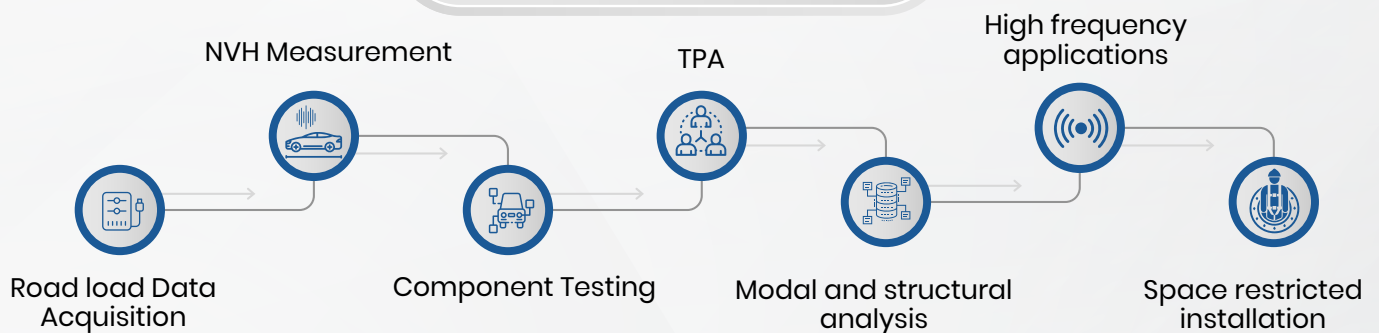 Road load Data
Acquisition
NVH Measurement
Component Testing
TPA
Modal and structural
analysis
High frequency
applications
Space restricted
installation